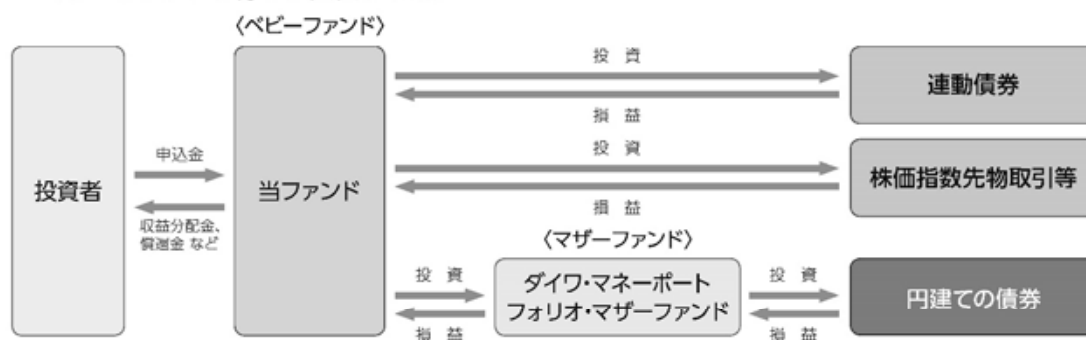 〈ベビーファンド〉
投資者
申込金
収益分配金、
償還金 など
当ファンド
投 資
損 益
連動債券
投 資
損 益
株価指数先物取引等
〈マザーファンド〉
投 資
損 益
ダイワ・マネーポート
フォリオ・マザーファンド
投 資
損 益
円建ての債券